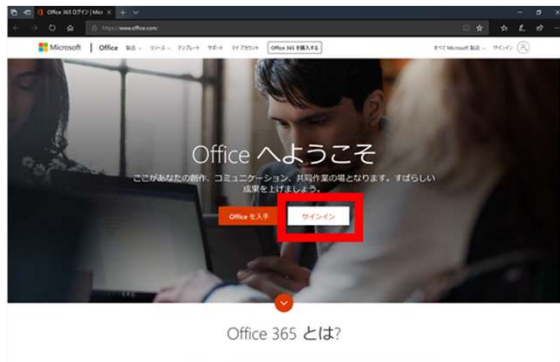 Office 365 ログイン | Micr
https://www.office.com/
Microsoft | Office 製品 リソース テンプレート サポート マイ アカウント Office 365 を購入する すべて Microsoft 製品 サインイン
Office へようこそ
ここがあなたの創作、コミュニケーション、共同作業の場となります。すばらしい
成果を上げましょう。
Office を入手 サインイン
Office 365 とは?